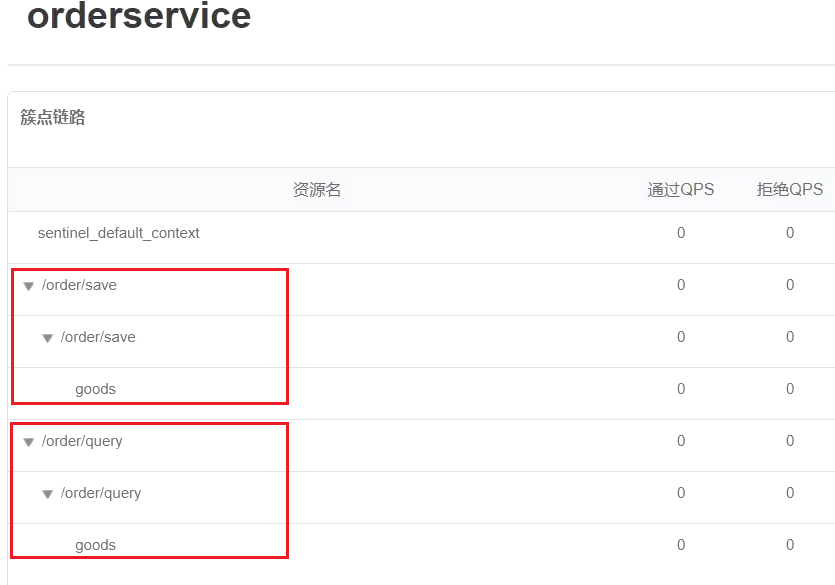 orderservice
簇点链路
资源名 通过QPS 拒绝QPS
sentinel_default_context 0 0
/order/save 0 0
/order/save 0 0
goods 0 0
/order/query 0 0
/order/query 0 0
goods 0 0